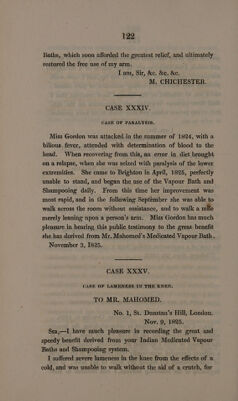 122
Baths, which soon afforded the greatest relief, and ultimately
restored the free use of my arm.
I am, Sir, &c. &c. &c.
M. CHICHESTER.
CASE XXXIV.
CASE OF PARALYSIS.
Miss Gordon was attacked in the summer of 1824, with a
bilious fever, attended with determination of blood to the
head. When recovering from this, an error in diet brought
on a relapse, when she was seized with paralysis of the lower
extremities. She came to Brighton in April, 1825, perfectly
unable to stand, and began the use of the Vapour Bath and
Shampooing daily. From this time her improvement was
most rapid, and in the following September she was able to
walk across the room without assistance, and to walk a mile
merely leaning upon a person's arm. Miss Gordon has much
pleasure in bearing this public testimony to the great benefit
she has derived from Mr. Mahomed's Medicated Vapour Bath.
November 3, 1825.
CASE XXXV.
CASE OF LAMENESS IN THE KNEE.
TO MR. MAHOMED.
No. 1, St. Dunstan's Hill, London.
Nov. 9, 1825.
Sir,—I have much pleasure in recording the great and
speedy benefit derived from your Indian Medicated Vapour
Baths and Shampooing system.
I suffered severe lameness in the knee from the effects of a
cold, and was unable to walk without the aid of a crutch, for